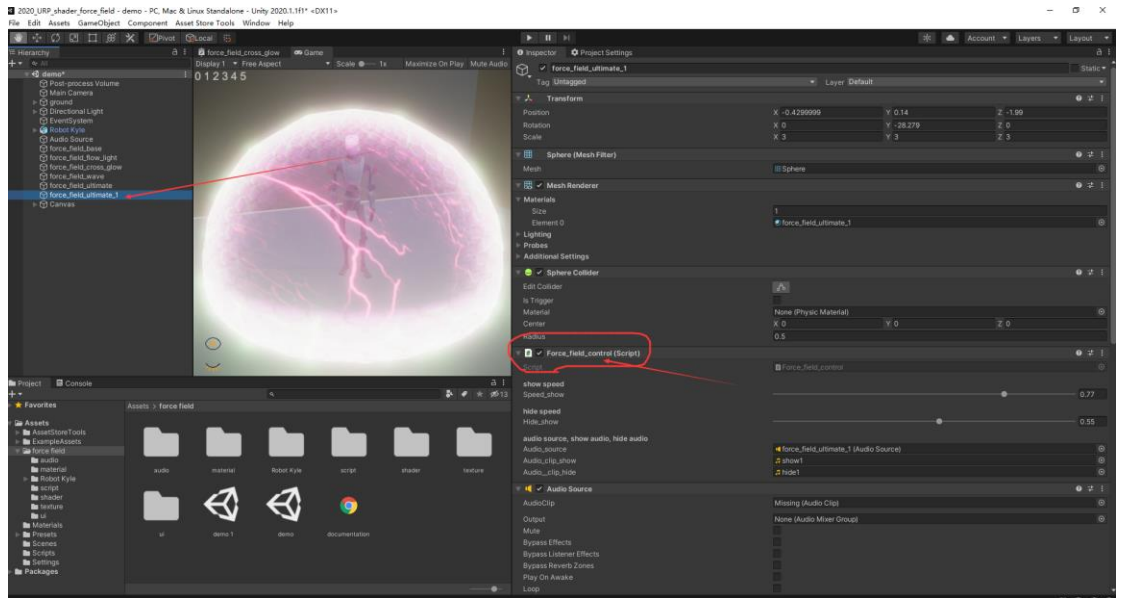 2020_URP_shader_force_field - demo - PC, Mac & Linux Standalone - Unity 2020.1.1f1* <DX11>
File Edit Assets GameObject Component Asset Store Tools Window Help
Pivot Local Account Layers Layout
Hierarchy
All
demo*
Post-process Volume
Main Camera
ground
Directional Light
EventSystem
Robot Kyle
Audio Source
force_field_base
force_field_flow_light
force_field_cross_glow
force_field_wave
force_field_ultimate
force_field_ultimate_1
Canvas
force_field_cross_glow Game
Display 1 Free Aspect Scale 1x Maximize On Play Mute Audio
0 1 2 3 4 5
Inspector Project Settings
force_field_ultimate_1 Static
Tag Untagged Layer Default
Transform
Position X -0.4299999 Y 0.14 Z -1.99
Rotation X 0 Y -28.279 Z 0
Scale X 3 Y 3 Z 3
Sphere (Mesh Filter)
Mesh Sphere
Mesh Renderer
Materials
Size 1
Element 0 force_field_ultimate_1
Lighting
Probes
Additional Settings
Sphere Collider
Edit Collider
Is Trigger
Material None (Physic Material)
Center X 0 Y 0 Z 0
Radius 0.5
Force_field_control (Script)
Script Force_field_control
show speed
Speed_show 0.77
hide speed
Hide_show 0.55
audio source, show audio, hide audio
Audio_source force_field_ultimate_1 (Audio Source)
Audio_clip_show show1
Audio__clip_hide hide1
Audio Source
AudioClip Missing (Audio Clip)
Output None (Audio Mixer Group)
Mute
Bypass Effects
Bypass Listener Effects
Bypass Reverb Zones
Play On Awake
Loop
Project Console
13
Favorites
Assets
AssetStoreTools
ExampleAssets
force field
audio
material
Robot Kyle
script
shader
texture
ui
Materials
Presets
Scenes
Scripts
Settings
Packages
Assets > force field
audio material Robot Kyle script shader texture
ui demo 1 demo documentation